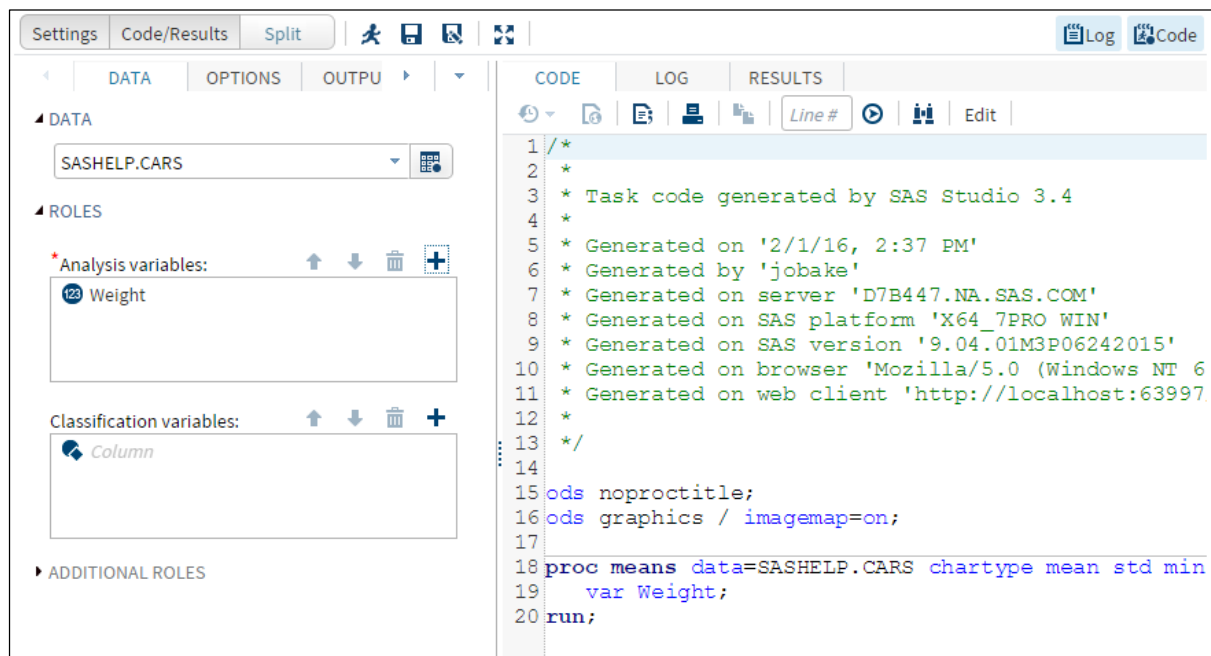 Settings Code/Results Split Log Code
DATA OPTIONS OUTPU
DATA
SASHELP.CARS
ROLES
*Analysis variables:
123 Weight
Classification variables:
Column
ADDITIONAL ROLES
CODE LOG RESULTS
Line # Edit
1 /*
2 *
3 * Task code generated by SAS Studio 3.4
4 *
5 * Generated on '2/1/16, 2:37 PM'
6 * Generated by 'jobake'
7 * Generated on server 'D7B447.NA.SAS.COM'
8 * Generated on SAS platform 'X64_7PRO WIN'
9 * Generated on SAS version '9.04.01M3P06242015'
10 * Generated on browser 'Mozilla/5.0 (Windows NT 6
11 * Generated on web client 'http://localhost:63997
12 *
13 */
14
15 ods noproctitle;
16 ods graphics / imagemap=on;
17
18 proc means data=SASHELP.CARS chartype mean std min
19 var Weight;
20 run;